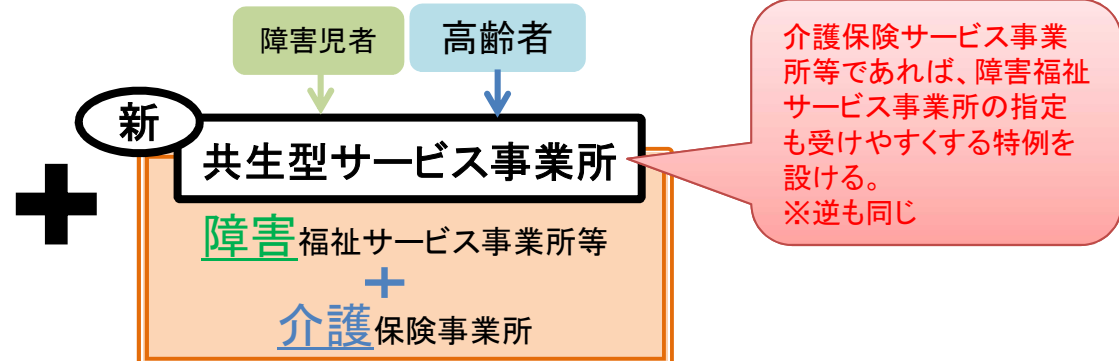 障害児者
高齢者
新
共生型サービス事業所
障害福祉サービス事業所等
+
介護保険事業所
介護保険サービス事業
所等であれば、障害福祉
サービス事業所の指定
も受けやすくする特例を
設ける。
※逆も同じ